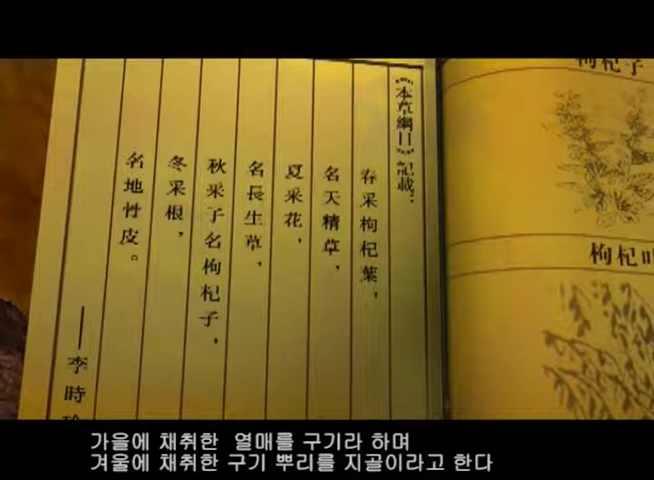 《本草綱目》記載：
春采枸杞葉，
名天精草，
夏采花，
名長生草，
秋采子名枸杞子，
冬采根，
名地骨皮。
——李時珍
枸杞子
枸杞叶
가을에 채취한 열매를 구기라 하며
겨울에 채취한 구기 뿌리를 지골이라고 한다